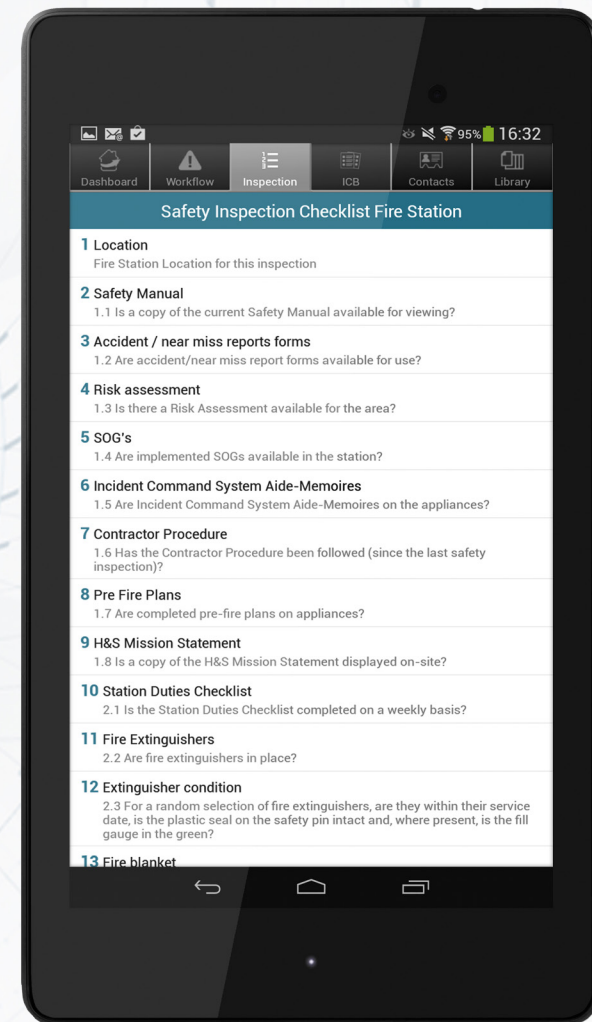 95% 16:32
Dashboard Workflow Inspection ICB Contacts Library
Safety Inspection Checklist Fire Station
1 Location
Fire Station Location for this inspection
2 Safety Manual
1.1 Is a copy of the current Safety Manual available for viewing?
3 Accident / near miss reports forms
1.2 Are accident/near miss report forms available for use?
4 Risk assessment
1.3 Is there a Risk Assessment available for the area?
5 SOG's
1.4 Are implemented SOGs available in the station?
6 Incident Command System Aide-Memoires
1.5 Are Incident Command System Aide-Memoires on the appliances?
7 Contractor Procedure
1.6 Has the Contractor Procedure been followed (since the last safety
inspection)?
8 Pre Fire Plans
1.7 Are completed pre-fire plans on appliances?
9 H&S Mission Statement
1.8 Is a copy of the H&S Mission Statement displayed on-site?
10 Station Duties Checklist
2.1 Is the Station Duties Checklist completed on a weekly basis?
11 Fire Extinguishers
2.2 Are fire extinguishers in place?
12 Extinguisher condition
2.3 For a random selection of fire extinguishers, are they within their service
date, is the plastic seal on the safety pin intact and, where present, is the fill
gauge in the green?
13 Fire blanket